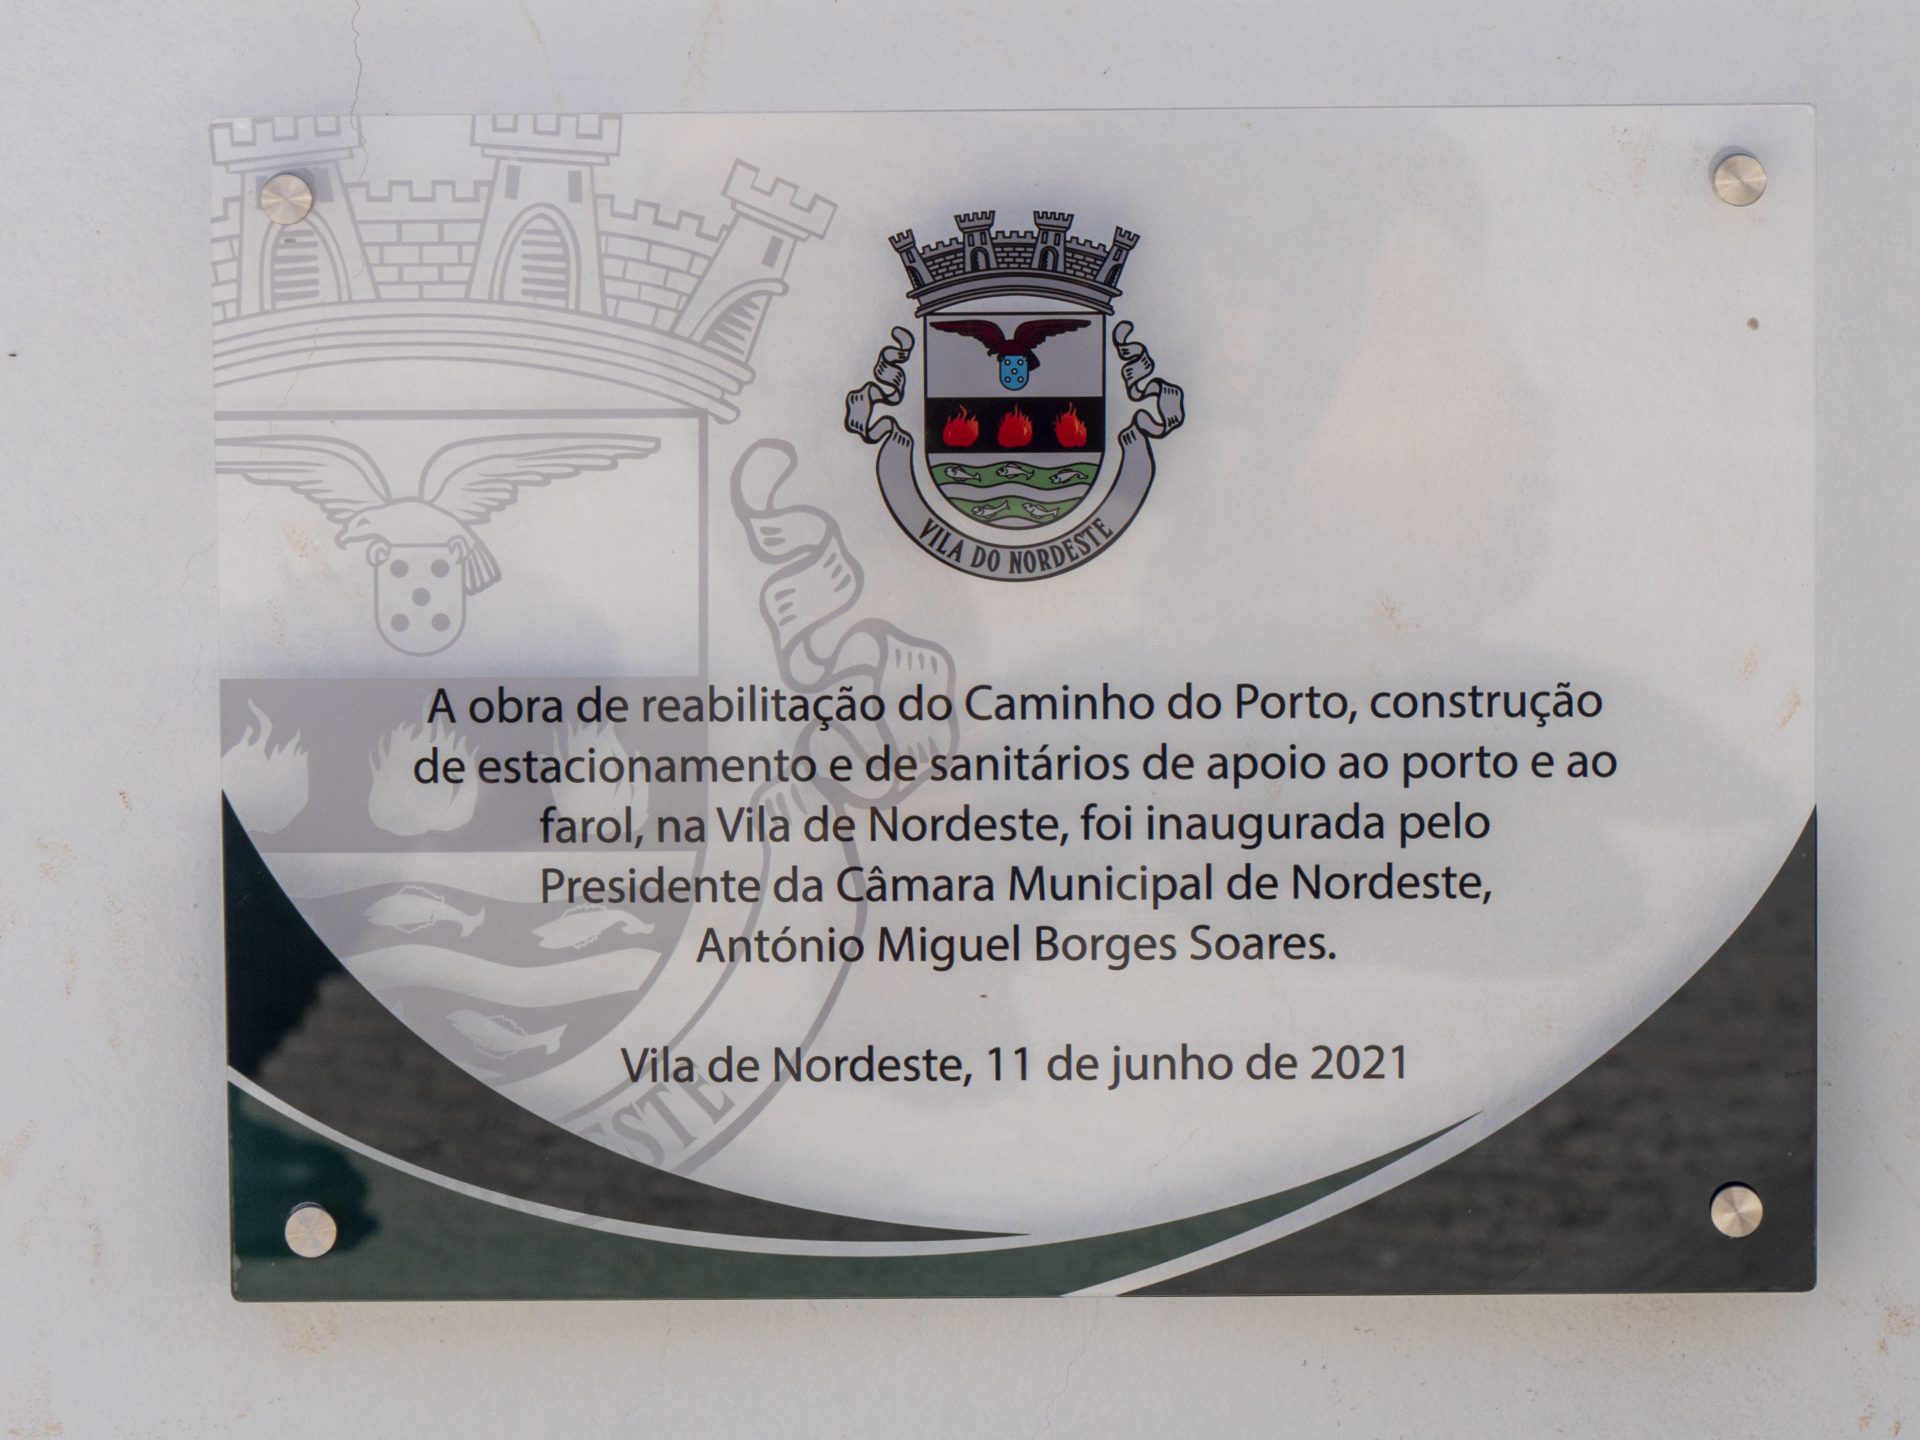 VILA DO NORDESTE
A obra de reabilitação do Caminho do Porto, construção
de estacionamento e de sanitários de apoio ao porto e ao
farol, na Vila de Nordeste, foi inaugurada pelo
Presidente da Câmara Municipal de Nordeste,
António Miguel Borges Soares.
Vila de Nordeste, 11 de junho de 2021
ESTE